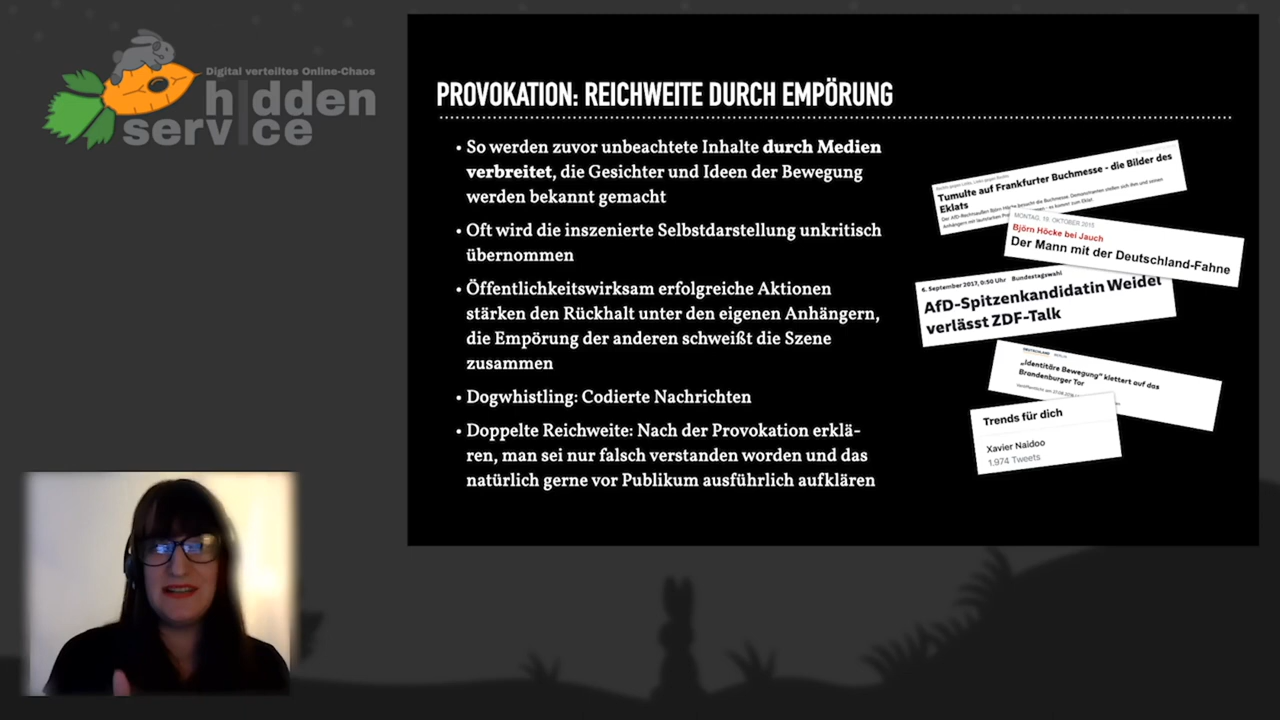 Digital verteiltes Online-Chaos
hidden
service
PROVOKATION: REICHWEITE DURCH EMPÖRUNG
• So werden zuvor unbeachtete Inhalte durch Medien
verbreitet, die Gesichter und Ideen der Bewegung
werden bekannt gemacht
• Oft wird die inszenierte Selbstdarstellung unkritisch
übernommen
• Öffentlichkeitswirksam erfolgreiche Aktionen
stärken den Rückhalt unter den eigenen Anhängern,
die Empörung der anderen schweißt die Szene
zusammen
• Dogwhistling: Codierte Nachrichten
• Doppelte Reichweite: Nach der Provokation erklä-
ren, man sei nur falsch verstanden worden und das
natürlich gerne vor Publikum ausführlich aufklären
Tumulte auf Frankfurter Buchmesse - die Bilder des
Eklats
MONTAG, 19. OKTOBER 2015
Björn Höcke bei Jauch
Der Mann mit der Deutschland-Fahne
6. September 2017, 0:50 Uhr Bundestagswahl
AfD-Spitzenkandidatin Weidel
verlässt ZDF-Talk
DEUTSCHLAND BERLIN
„Identitäre Bewegung" klettert auf das
Brandenburger Tor
Trends für dich
Xavier Naidoo
1.974 Tweets